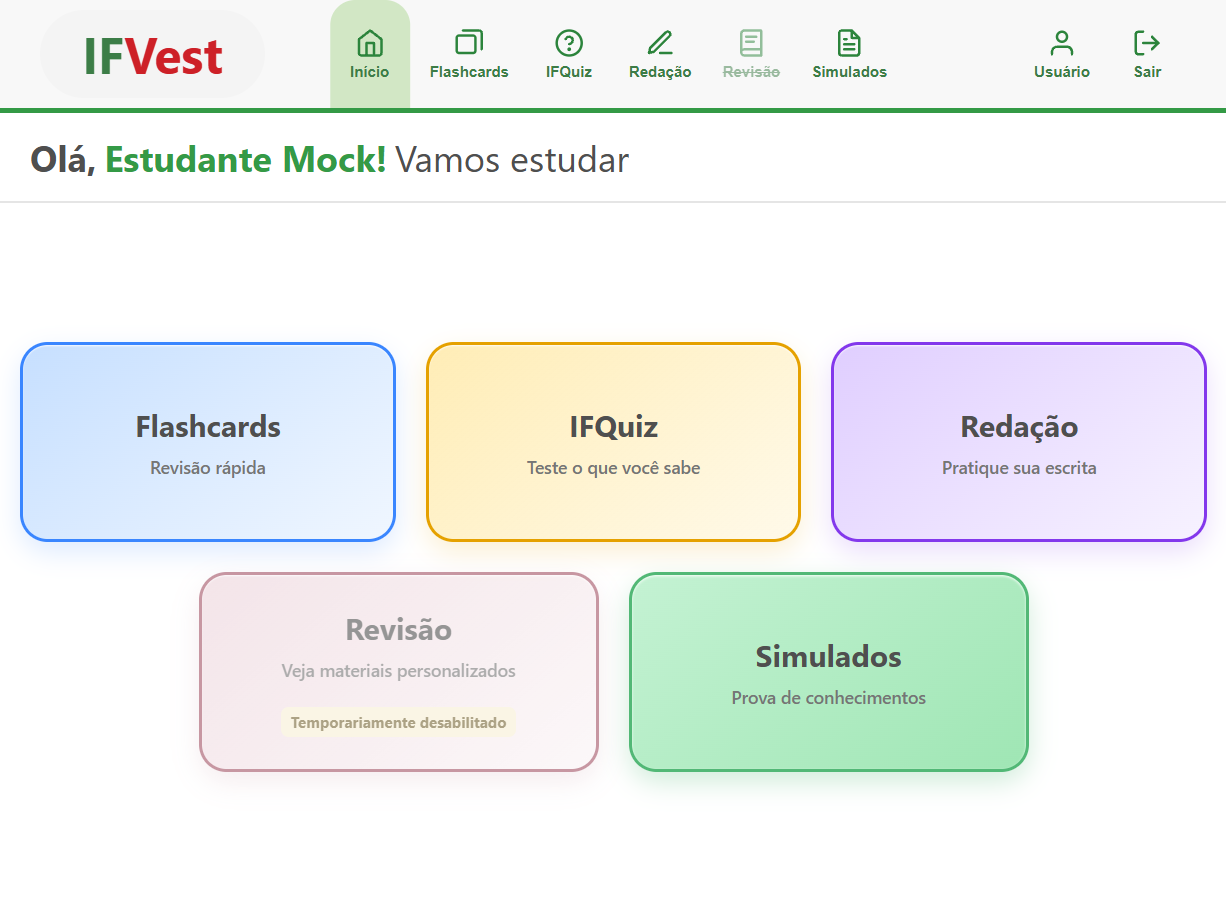 IFVest
Início
Flashcards
IFQuiz
Redação
Revisão
Simulados
Usuário
Sair
Olá, Estudante Mock! Vamos estudar
Flashcards
Revisão rápida
IFQuiz
Teste o que você sabe
Redação
Pratique sua escrita
Revisão
Veja materiais personalizados
Temporariamente desabilitado
Simulados
Prova de conhecimentos